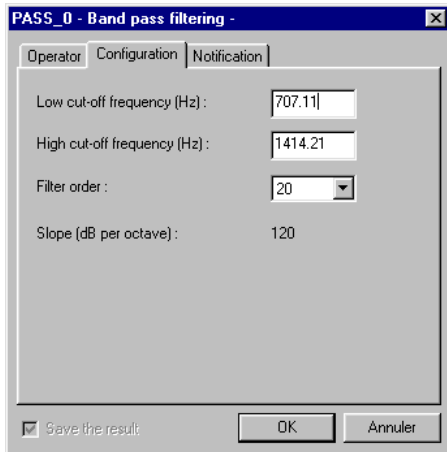 PASS_0 - Band pass filtering -
Operator Configuration Notification
Low cut-off frequency (Hz) : 707.11
High cut-off frequency (Hz) : 1414.21
Filter order : 20
Slope (dB per octave) : 120
Save the result OK Annuler